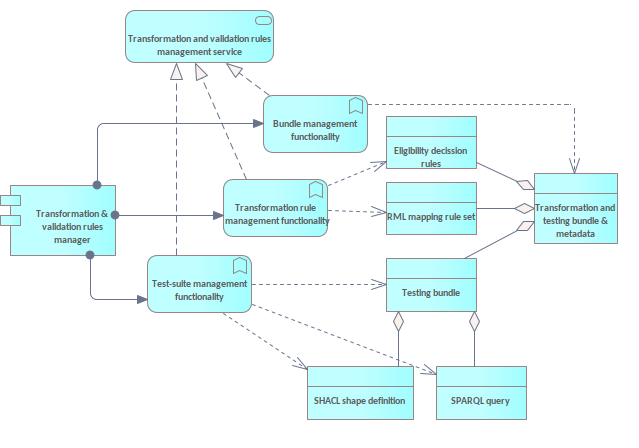 Transformation and validation rules
management service
Bundle management
functionality
Eligibility decission
rules
Transformation &
validation rules
manager
Transformation rule
management functionality
RML mapping rule set
Transformation and
testing bundle &
metadata
Test-suite management
functionality
Testing bundle
SHACL shape definition
SPARQL query